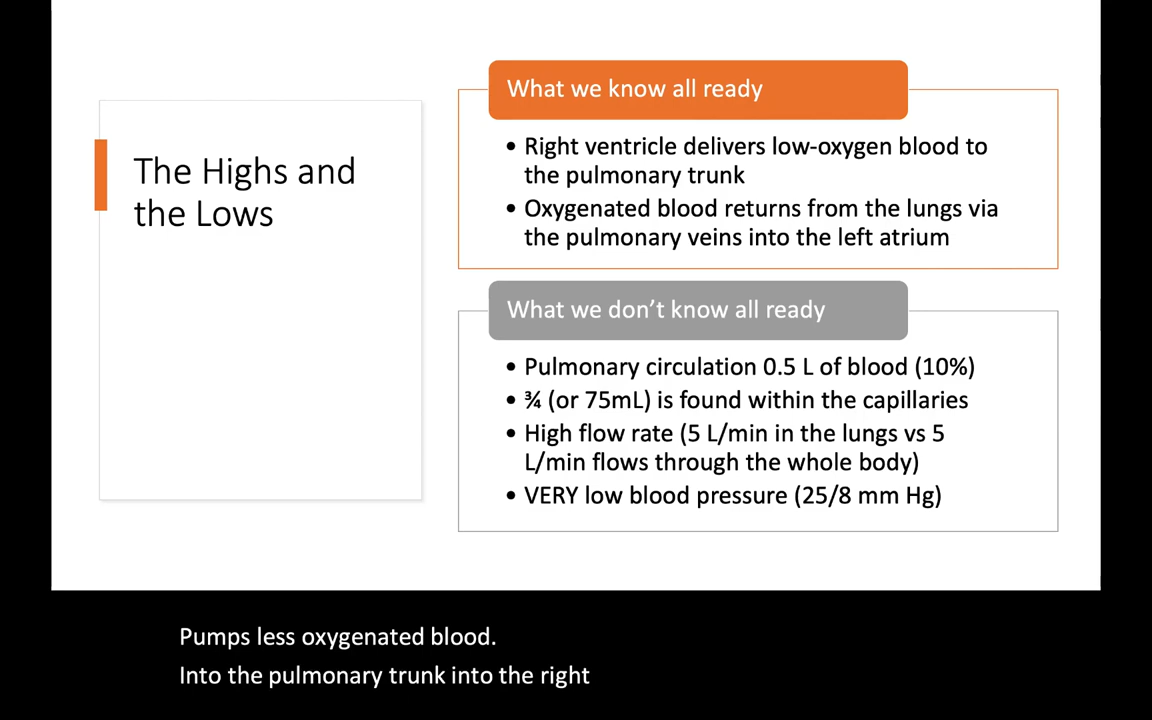 The Highs and
the Lows
What we know all ready
• Right ventricle delivers low-oxygen blood to
the pulmonary trunk
• Oxygenated blood returns from the lungs via
the pulmonary veins into the left atrium
What we don’t know all ready
• Pulmonary circulation 0.5 L of blood (10%)
• ¾ (or 75mL) is found within the capillaries
• High flow rate (5 L/min in the lungs vs 5
L/min flows through the whole body)
• VERY low blood pressure (25/8 mm Hg)
Pumps less oxygenated blood.
Into the pulmonary trunk into the right